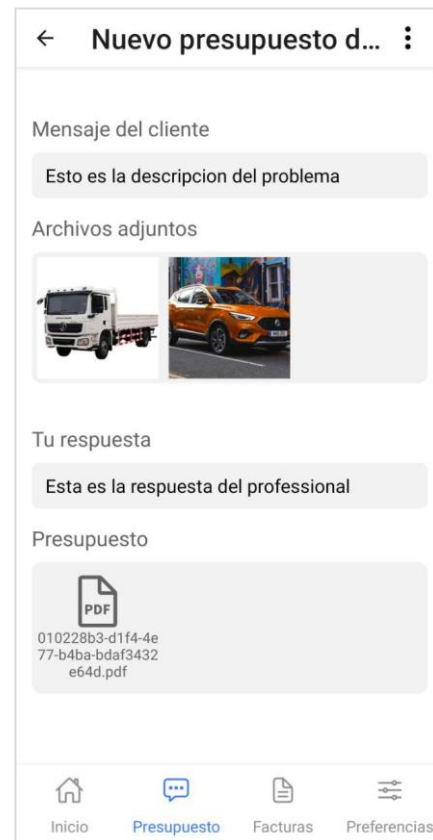 Nuevo presupuesto d...
Mensaje del cliente
Esto es la descripcion del problema
Archivos adjuntos
Tu respuesta
Esta es la respuesta del professional
Presupuesto
PDF
010228b3-d1f4-4e
77-b4ba-bdaf3432
e64d.pdf
Inicio
Presupuesto
Facturas
Preferencias